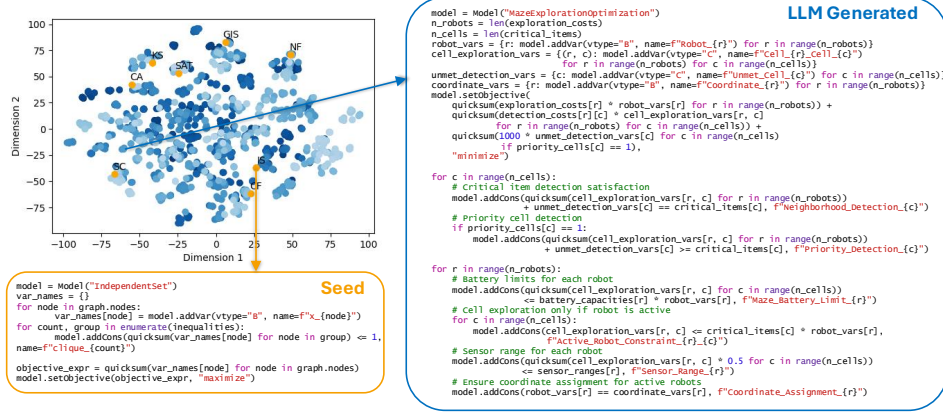 100
75
50
25
0
−25
−50
−75
Dimension 2
−100
−75
−50
−25
0
25
50
75
100
Dimension 1
GIS
NF
KS
SAT
CA
SC
IS
CF
Seed
model = Model("IndependentSet")
var_names = {}
for node in graph.nodes:
var_names[node] = model.addVar(vtype="B", name=f"x_{node}")
for count, group in enumerate(inequalities):
model.addCons(quicksum(var_names[node] for node in group) <= 1,
name=f"clique_{count}")
objective_expr = quicksum(var_names[node] for node in graph.nodes)
model.setObjective(objective_expr, "maximize")
LLM Generated
model = Model("MazeExplorationOptimization")
n_robots = len(exploration_costs)
n_cells = len(critical_items)
robot_vars = {r: model.addVar(vtype="B", name=f"Robot_{r}") for r in range(n_robots)}
cell_exploration_vars = {(r, c): model.addVar(vtype="C", name=f"Cell_{r}_Cell_{c}")
for r in range(n_robots) for c in range(n_cells)}
unmet_detection_vars = {c: model.addVar(vtype="C", name=f"Unmet_Cell_{c}") for c in range(n_cells)}
coordinate_vars = {r: model.addVar(vtype="B", name=f"Coordinate_{r}") for r in range(n_robots)}
model.setObjective(
quicksum(exploration_costs[r] * robot_vars[r] for r in range(n_robots)) +
quicksum(detection_costs[r][c] * cell_exploration_vars[r, c]
for r in range(n_robots) for c in range(n_cells)) +
quicksum(1000 * unmet_detection_vars[c] for c in range(n_cells)
if priority_cells[c] == 1),
"minimize")
for c in range(n_cells):
# Critical item detection satisfaction
model.addCons(quicksum(cell_exploration_vars[r, c] for r in range(n_robots))
+ unmet_detection_vars[c] == critical_items[c], f"Neighborhood_Detection_{c}")
# Priority cell detection
if priority_cells[c] == 1:
model.addCons(quicksum(cell_exploration_vars[r, c] for r in range(n_robots))
+ unmet_detection_vars[c] >= critical_items[c], f"Priority_Detection_{c}")
for r in range(n_robots):
# Battery limits for each robot
model.addCons(quicksum(cell_exploration_vars[r, c] for c in range(n_cells))
<= battery_capacities[r] * robot_vars[r], f"Maze_Battery_Limit_{r}")
# Cell exploration only if robot is active
for c in range(n_cells):
model.addCons(cell_exploration_vars[r, c] <= critical_items[c] * robot_vars[r],
f"Active_Robot_Constraint_{r}_{c}")
# Sensor range for each robot
model.addCons(quicksum(cell_exploration_vars[r, c] * 0.5 for c in range(n_cells))
<= sensor_ranges[r], f"Sensor_Range_{r}")
# Ensure coordinate assignment for active robots
model.addCons(robot_vars[r] == coordinate_vars[r], f"Coordinate_Assignment_{r}")